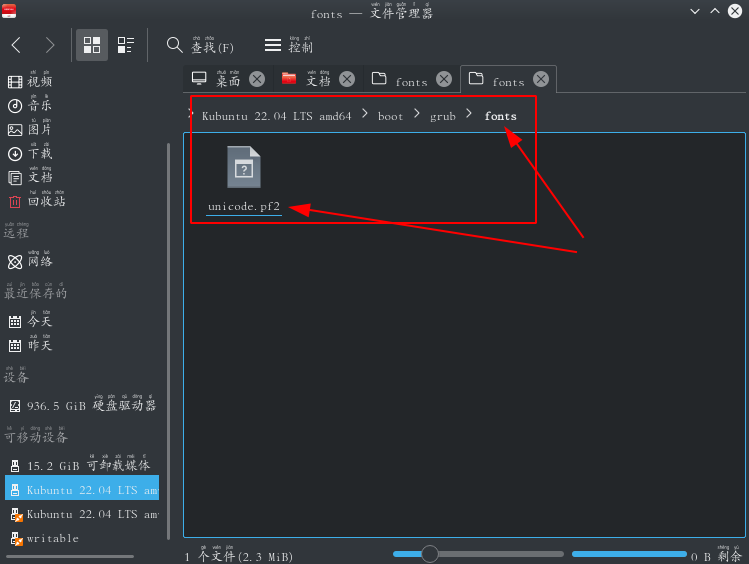 fonts — 文件管理器
查找(F)
控制
视频
音乐
图片
下载
文档
回收站
远程
网络
最近保存的
今天
昨天
设备
936.5 GiB 硬盘驱动器
可移动设备
15.2 GiB 可卸载媒体
Kubuntu 22.04 LTS am
Kubuntu 22.04 LTS am
writable
桌面
文档
fonts
fonts
Kubuntu 22.04 LTS amd64 > boot > grub > fonts
unicode.pf2
1 个文件(2.3 MiB)
0 B 剩余